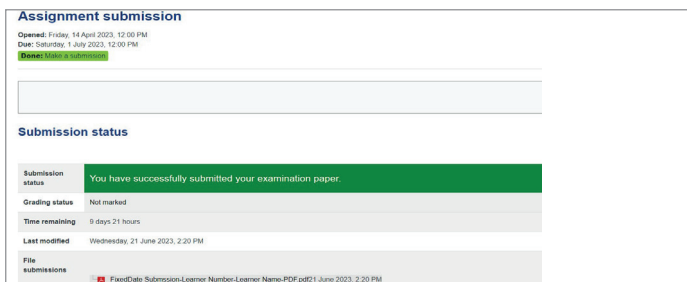 Assignment submission
Opened: Friday, 14 April 2023, 12:00 PM
Due: Saturday, 1 July 2023, 12:00 PM
Done: Make a submission
Submission status
Submission status You have successfully submitted your examination paper.
Grading status Not marked
Time remaining 9 days 21 hours
Last modified Wednesday, 21 June 2023, 2:20 PM
File submissions
FixedDate Submssion-Learner Number-Learner Name-PDF.pdf21 June 2023, 2:20 PM